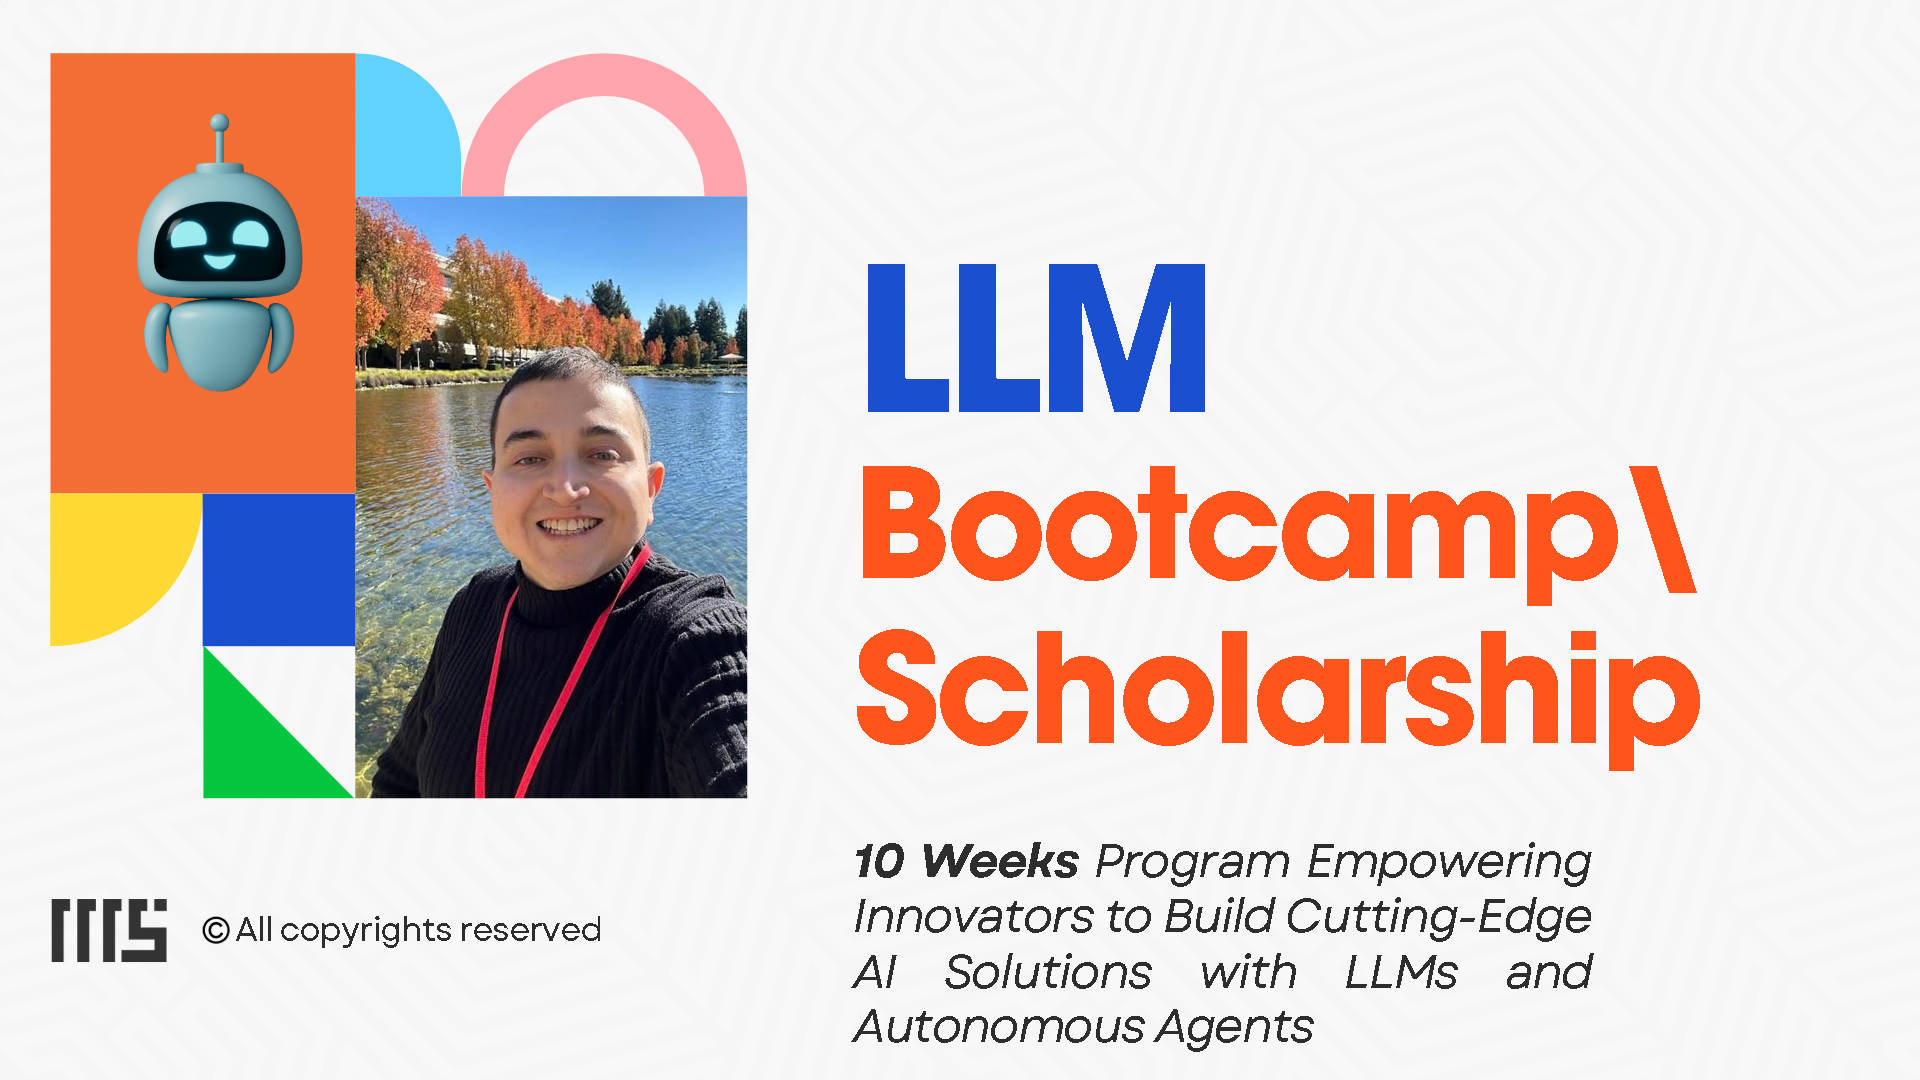 LLM
Bootcamp\
Scholarship
10 Weeks Program Empowering
Innovators to Build Cutting-Edge
AI Solutions with LLMs and
Autonomous Agents
© All copyrights reserved